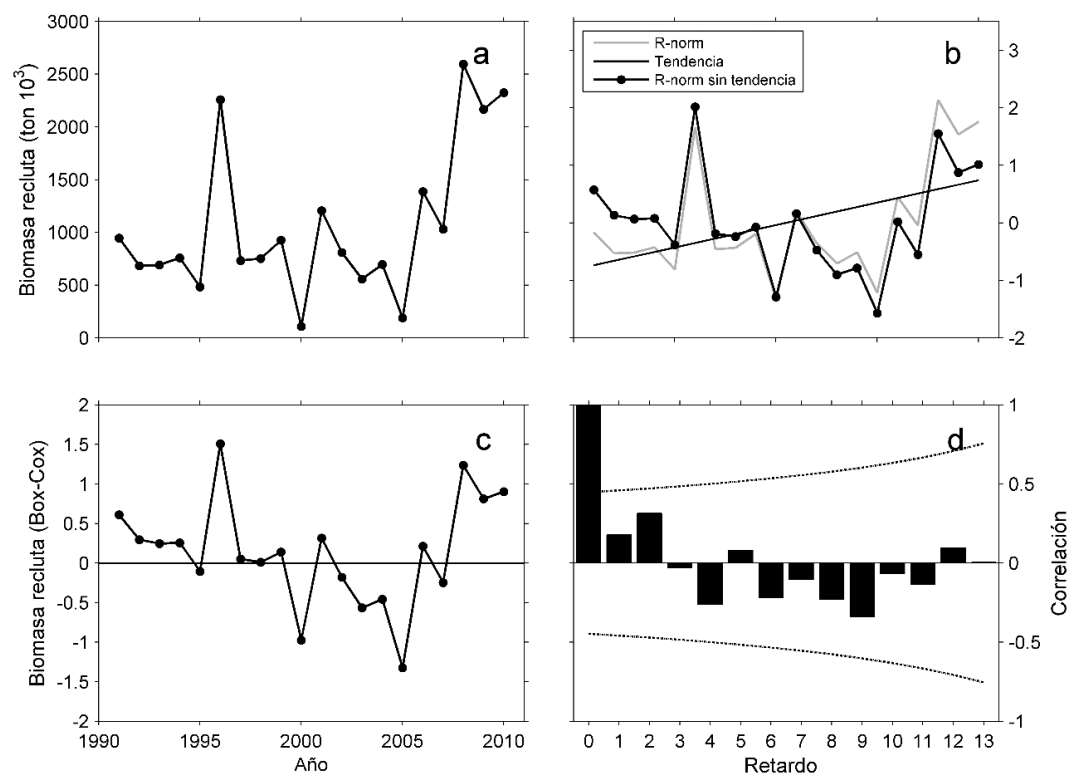 3000
2500
2000
1500
1000
500
0
Biomasa recluta (ton 10³)
a
R-norm
Tendencia
R-norm sin tendencia
b
3
2
1
0
-1
-2
2
1.5
1
0.5
0
-0.5
-1
-1.5
-2
Biomasa recluta (Box-Cox)
c
1990
1995
2000
2005
2010
Año
d
1
0.5
0
-0.5
-1
Correlación
0 1 2 3 4 5 6 7 8 9 10 11 12 13
Retardo